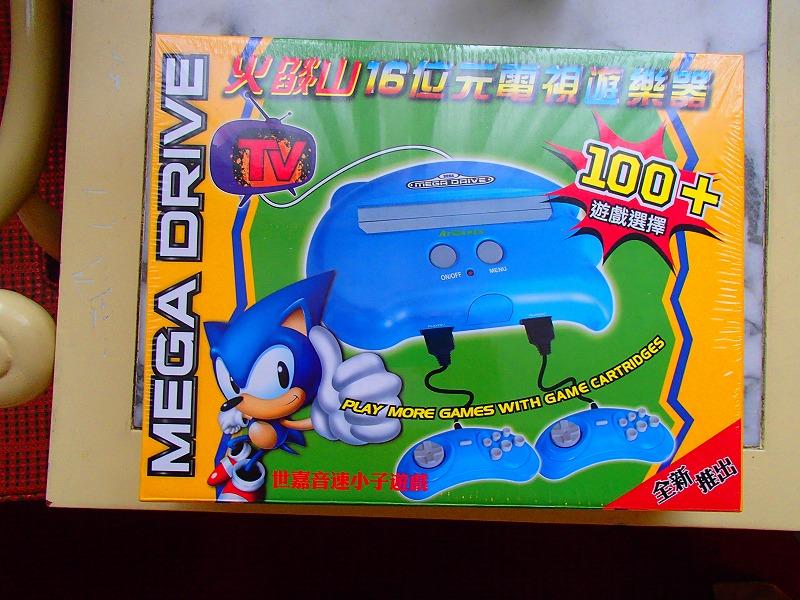 MEGA DRIVE
火燄山16位元電視遊樂器
TV
100+
遊戲選擇
SEGA
MEGA DRIVE
ATGAMES
ON/OFF
MENU
PLAY MORE GAMES WITH GAME CARTRIDGES
世嘉音速小子遊戲
全新推出